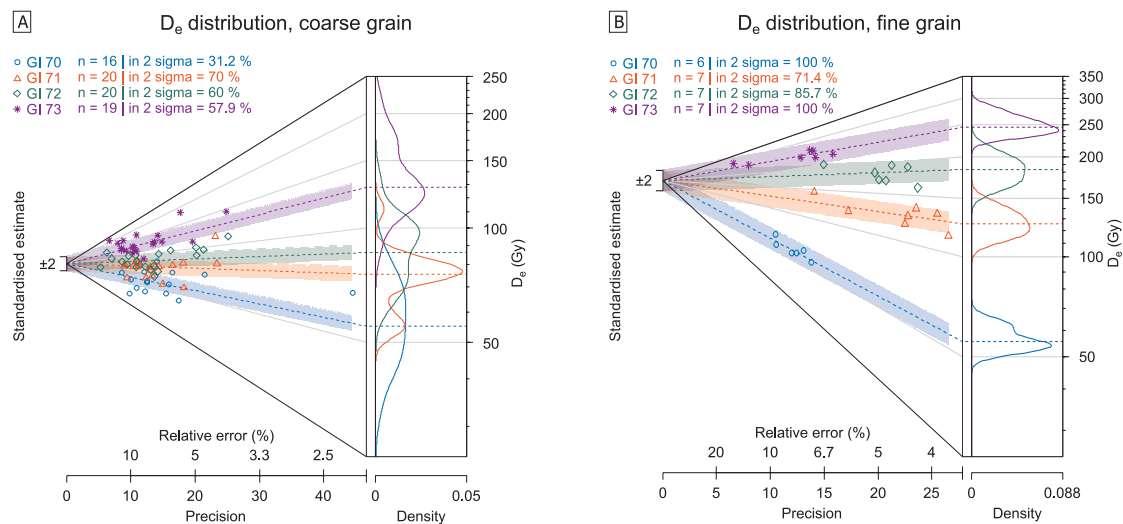 A
De distribution, coarse grain
GI 70 n = 16 | in 2 sigma = 31.2 %
GI 71 n = 20 | in 2 sigma = 70 %
GI 72 n = 20 | in 2 sigma = 60 %
GI 73 n = 19 | in 2 sigma = 57.9 %
Standardised estimate
±2
250
200
150
100
50
De (Gy)
Relative error (%)
10 5 3.3 2.5
0 10 20 30 40
Precision
0 0.05
Density
B
De distribution, fine grain
GI 70 n = 6 | in 2 sigma = 100 %
GI 71 n = 7 | in 2 sigma = 71.4 %
GI 72 n = 7 | in 2 sigma = 85.7 %
GI 73 n = 7 | in 2 sigma = 100 %
Standardised estimate
±2
350
300
250
200
150
100
50
De (Gy)
Relative error (%)
20 10 6.7 5 4
0 5 10 15 20 25
Precision
0 0.088
Density